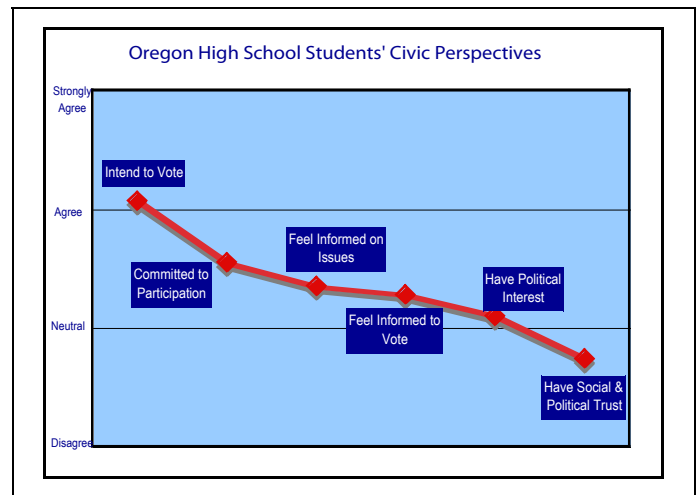 Oregon High School Students' Civic Perspectives
Strongly
Agree
Intend to Vote
Agree
Feel Informed on
Issues
Committed to
Participation
Have Political
Interest
Neutral
Feel Informed to
Vote
Have Social &
Political Trust
Disagree